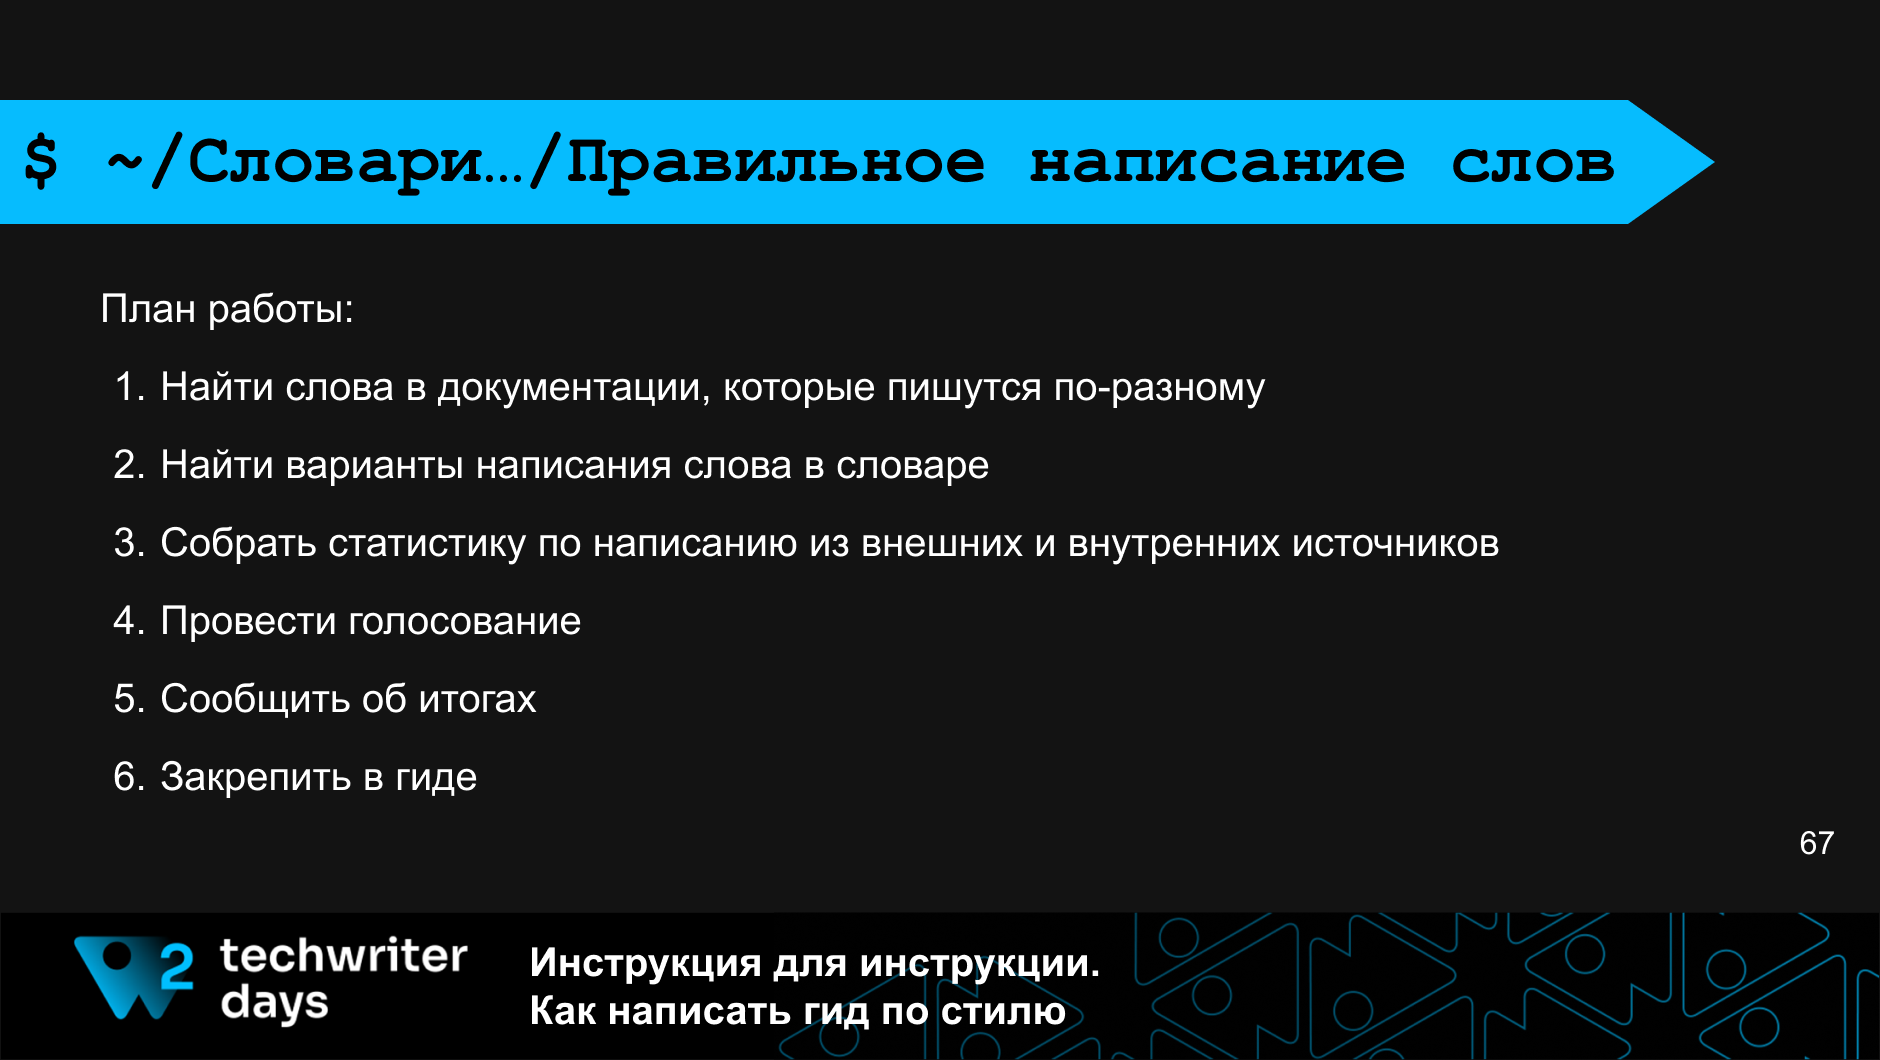 $ ~/Словари…/Правильное написание слов
План работы:
1. Найти слова в документации, которые пишутся по-разному
2. Найти варианты написания слова в словаре
3. Собрать статистику по написанию из внешних и внутренних источников
4. Провести голосование
5. Сообщить об итогах
6. Закрепить в гиде
67
2 techwriter
days
Инструкция для инструкции.
Как написать гид по стилю